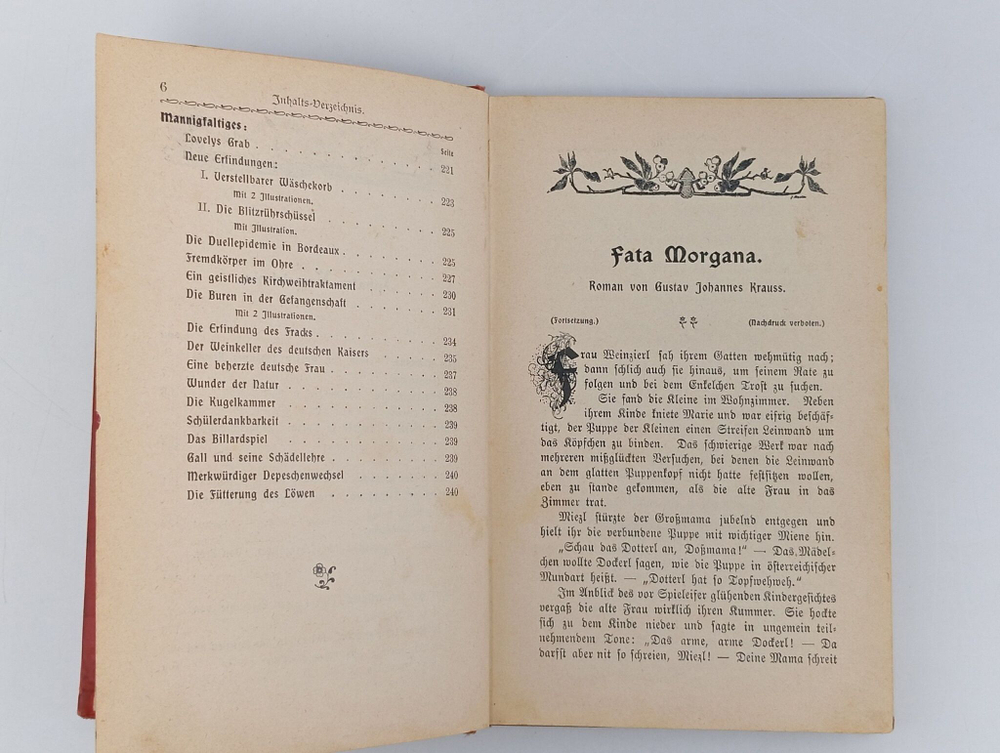 6
Inhalts-Verzeichnis.
Mannigfaltiges:
Seite
Lovelys Grab . . . . . . . . . . . 221
Neue Erfindungen:
I. Verstellbarer Wäschekorb . . . . . . 223
Mit 2 Illustrationen.
II. Die Blitzrührschüssel . . . . . . . 225
Mit Illustration.
Die Duellepidemie in Bordeaux . . . . . . 225
Fremdkörper im Ohre . . . . . . . . 227
Ein geistliches Kirchweihtraktament . . . . . 230
Die Buren in der Gefangenschaft . . . . . 231
Mit 2 Illustrationen.
Die Erfindung des Fracks . . . . . . . 234
Der Weinkeller des deutschen Kaisers . . . . 235
Eine beherzte deutsche Frau . . . . . . . 237
Wunder der Natur . . . . . . . . . 238
Die Kugelkammer . . . . . . . . . 238
Schülerdankbarkeit . . . . . . . . . 239
Das Billardspiel . . . . . . . . . 239
Gall und seine Schädellehre . . . . . . . 239
Merkwürdiger Depeschenwechsel . . . . . . 240
Die Fütterung des Löwen . . . . . . . 240
Fata Morgana.
Roman von Gustav Johannes Krauss.
(Fortsetzung.) (Nachdruck verboten.)
Frau Weinzierl sah ihrem Gatten wehmütig nach;
dann schlich auch sie hinaus, um seinem Rate zu
folgen und bei dem Enkelchen Trost zu suchen.
Sie fand die Kleine im Wohnzimmer. Neben
ihrem Kinde kniete Marie und war eifrig beschäf-
tigt, der Puppe der Kleinen einen Streifen Leinwand um
das Köpfchen zu binden. Das schwierige Werk war nach
mehreren mißglückten Versuchen, bei denen die Leinwand
an dem glatten Puppenkopf nicht hatte festsitzen wollen,
eben zu stande gekommen, als die alte Frau in das
Zimmer trat.
Miezl stürzte der Großmama jubelnd entgegen und
hielt ihr die verbundene Puppe mit wichtiger Miene hin.
„Schau das Dotterl an, Doßmama!“ — Das Mädel-
chen wollte Dockerl sagen, wie die Puppe in österreichischer
Mundart heißt. — „Dotterl hat so Topfwehweh.“
Im Anblick des vor Spieleifer glühenden Kindergesichtes
vergaß die alte Frau wirklich ihren Kummer. Sie hockte
sich zu dem Kinde nieder und sagte in ungemein teil-
nehmendem Tone: „Das arme, arme Dockerl! — Da
darfst aber nit so schreien, Miezl! — Deine Mama schreit